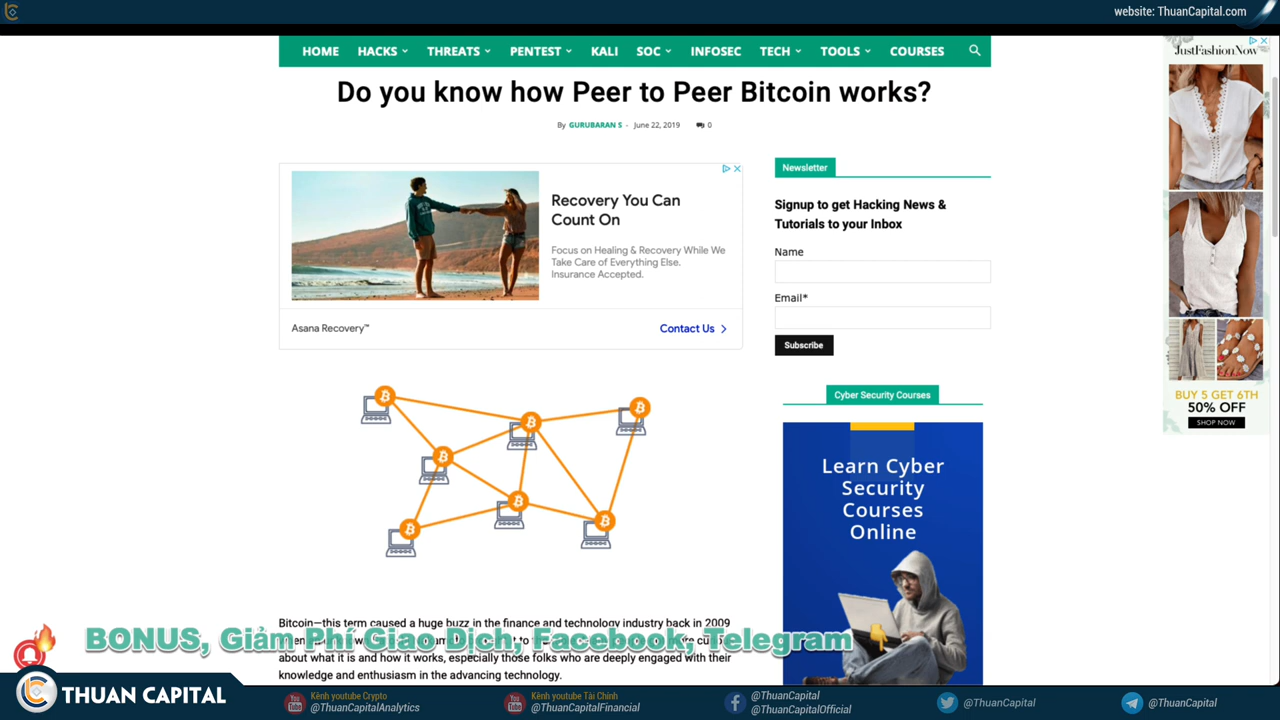 website: ThuanCapital.com
HOME HACKS THREATS PENTEST KALI SOC INFOSEC TECH TOOLS COURSES
Do you know how Peer to Peer Bitcoin works?
By GURUBARAN S - June 22, 2019 0
Recovery You Can
Count On
Focus on Healing & Recovery While We
Take Care of Everything Else.
Insurance Accepted.
Asana Recovery™
Contact Us
Newsletter
Signup to get Hacking News &
Tutorials to your Inbox
Name
Email*
Subscribe
Cyber Security Courses
Learn Cyber
Security
Courses
Online
JustFashionNow
BUY 5 GET 6TH
50% OFF
SHOP NOW
Bitcoin—this term caused a huge buzz in the finance and technology industry back in 2009
BONUS, Giảm Phí Giao Dịch, Facebook, Telegram
about what it is and how it works, especially those folks who are deeply engaged with their
knowledge and enthusiasm in the advancing technology.
THUAN CAPITAL
Kênh youtube Crypto
@ThuanCapitalAnalytics
Kênh youtube Tài Chính
@ThuanCapitalFinancial
@ThuanCapital
@ThuanCapitalOfficial
@ThuanCapital
@ThuanCapital